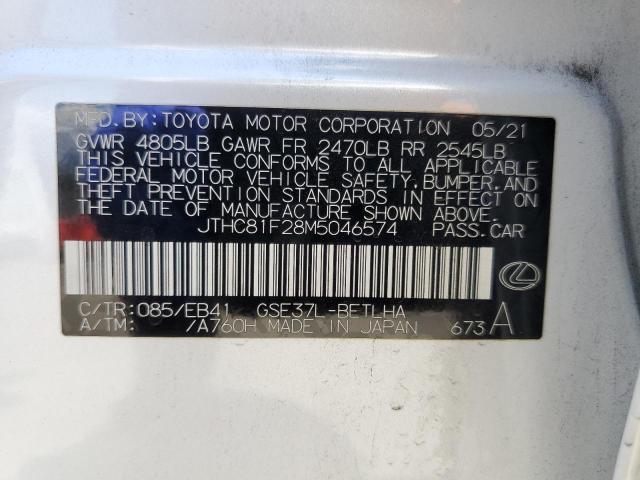 MFD. BY: TOYOTA MOTOR CORPORATION 05/21
GVWR 4805LB GAWR FR 2470LB RR 2545LB
THIS VEHICLE CONFORMS TO ALL APPLICABLE
FEDERAL MOTOR VEHICLE SAFETY, BUMPER, AND
THEFT PREVENTION STANDARDS IN EFFECT ON
THE DATE OF MANUFACTURE SHOWN ABOVE.
JTHC81F28M5046574 PASS. CAR
C/TR: 085/EB41 GSE37L-BETLHA
A/TM: /A760H MADE IN JAPAN 673 A